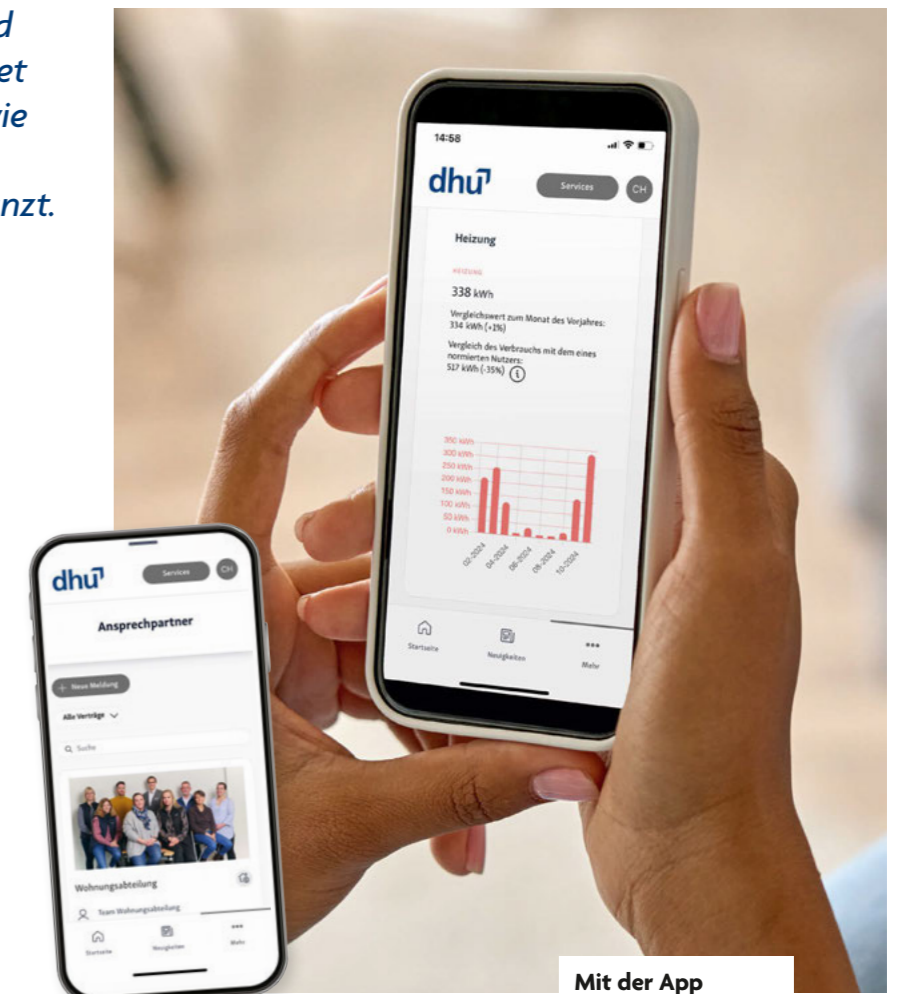 d
et
vie
nzt.
14:58
dhu
Services
CH
Heizung
HEIZUNG
338 kWh
Vergleichswert zum Monat des Vorjahres:
334 kWh (+1%)
Vergleich des Verbrauchs mit dem eines
normierten Nutzers:
517 kWh (-35%)
350 kWh
300 kWh
250 kWh
200 kWh
150 kWh
100 kWh
50 kWh
0 kWh
02-2024
04-2024
06-2024
08-2024
10-2024
Startseite
Neuigkeiten
Mehr
dhu
Services
CH
Ansprechpartner
+ Neue Meldung
Alle Verträge
Suche
Wohnungsabteilung
Team Wohnungsabteilung
Startseite
Neuigkeiten
Mehr
Mit der App